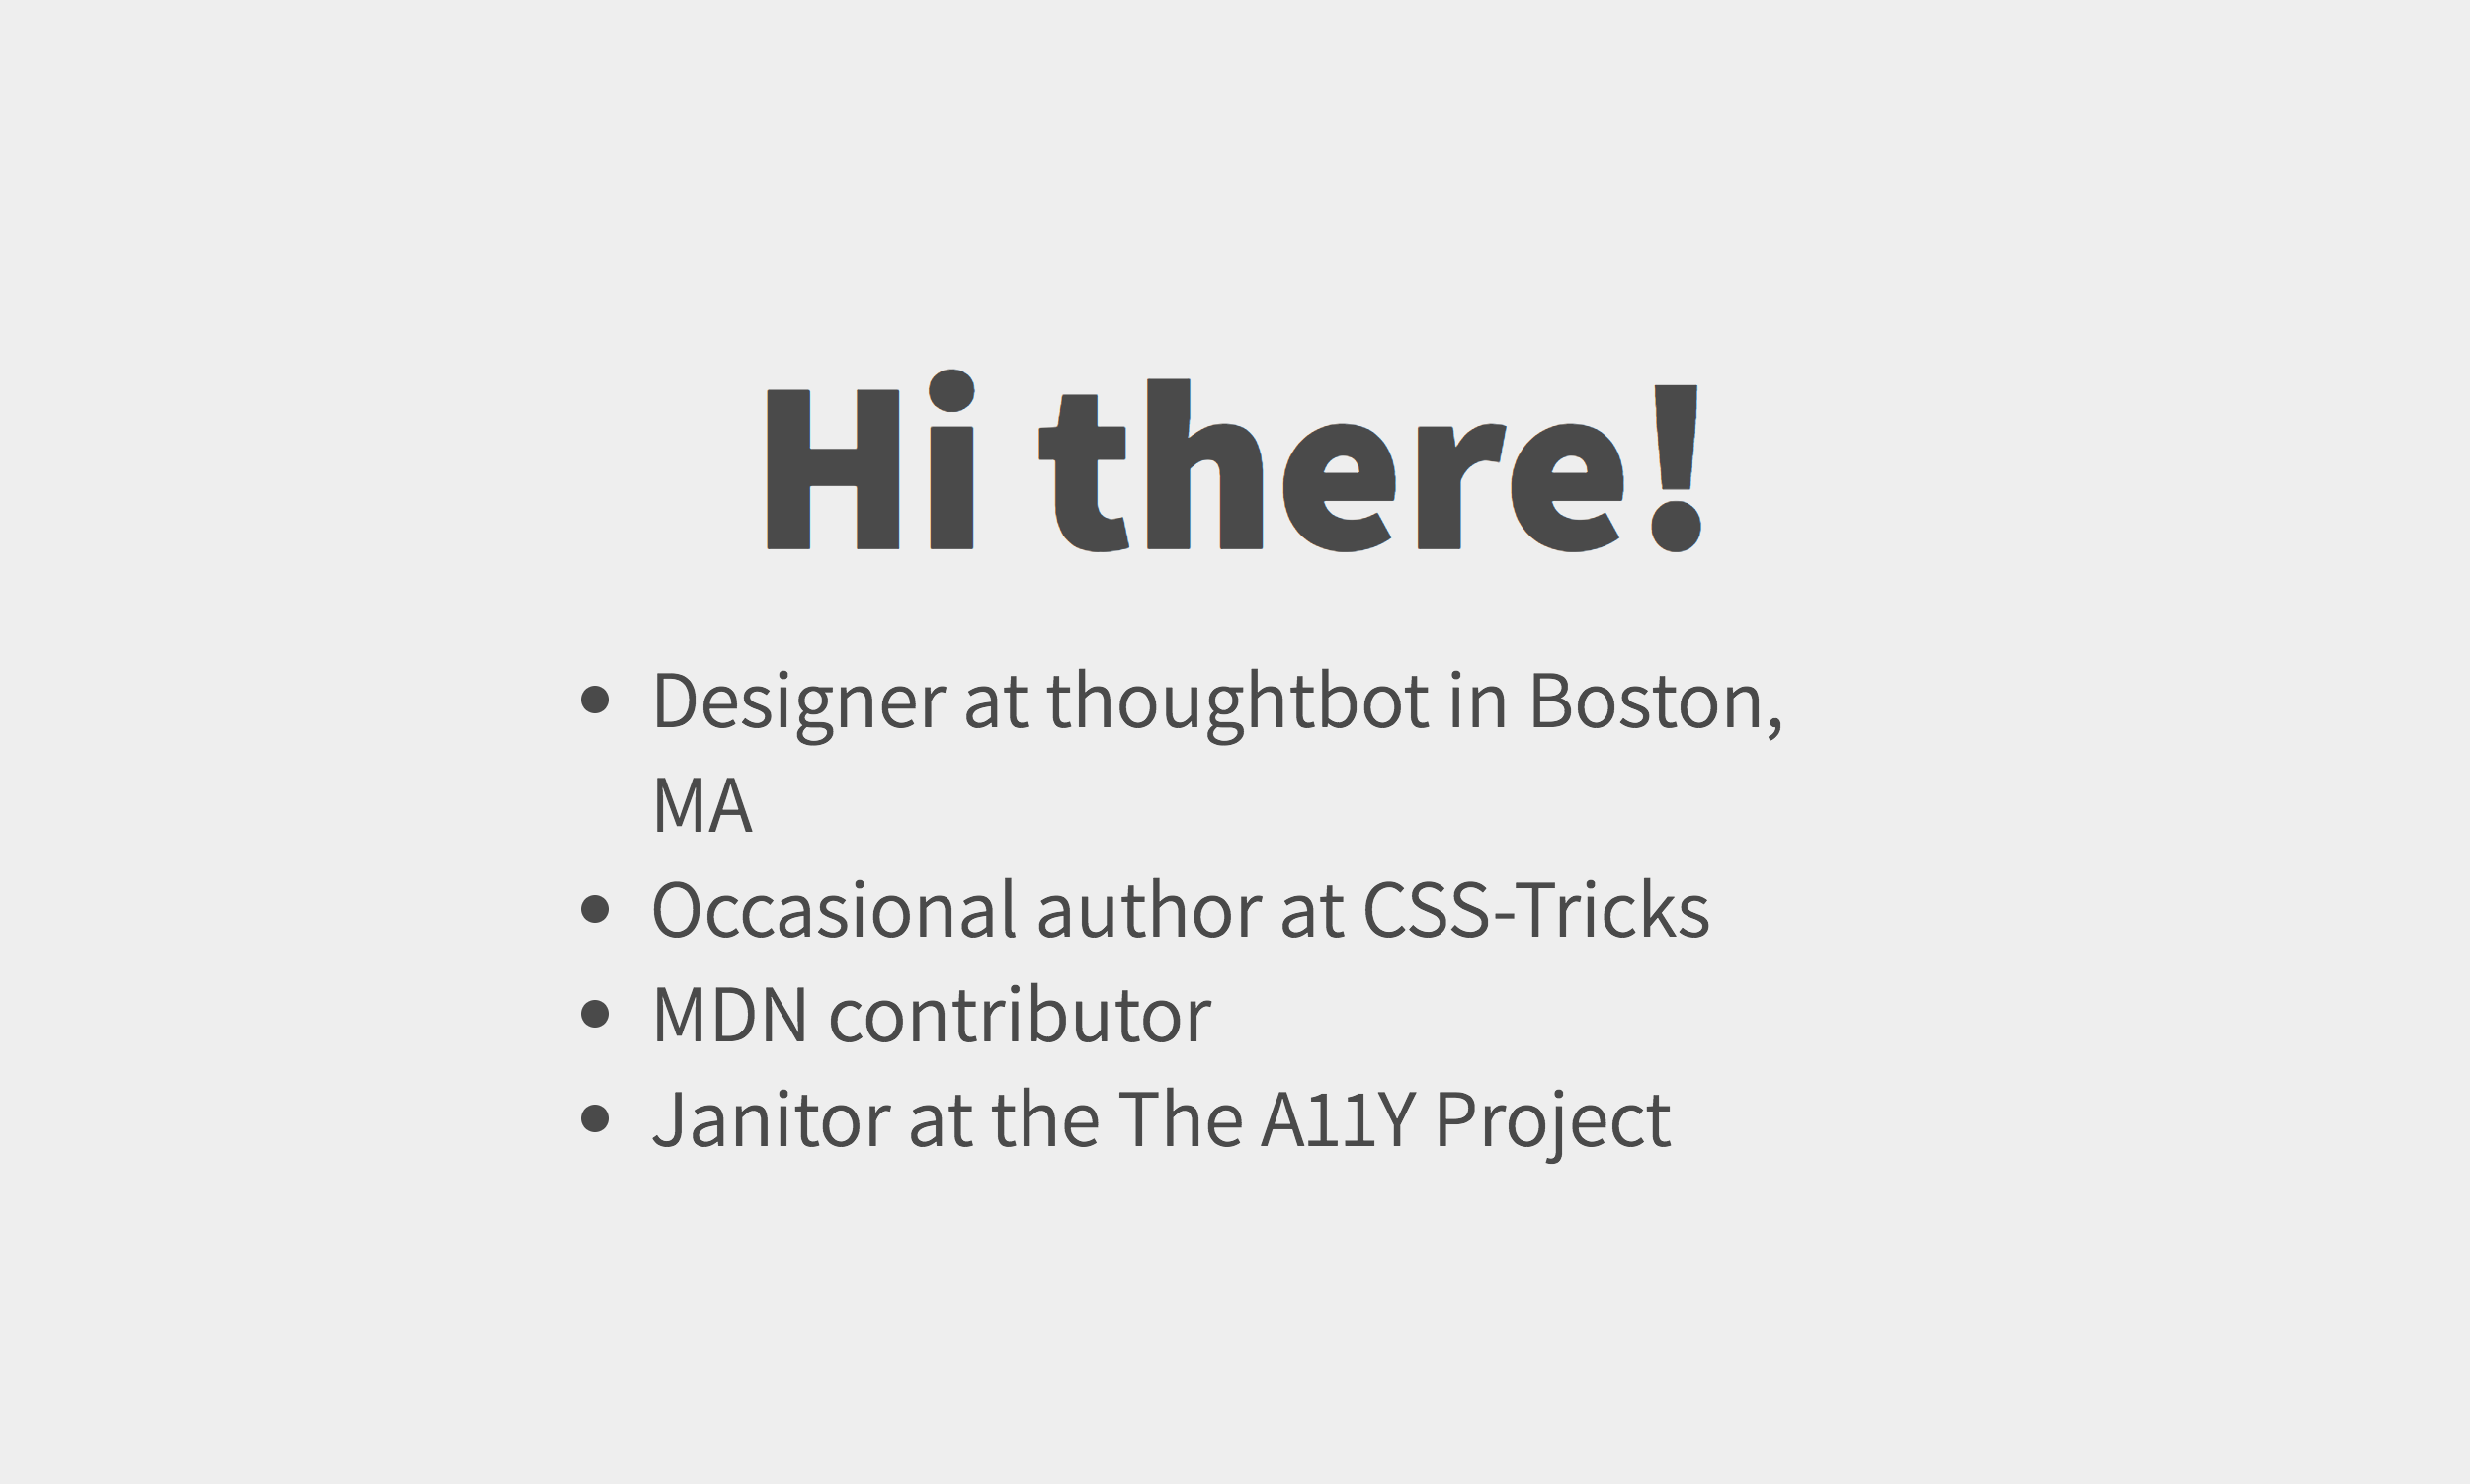 Hi there!
• Designer at thoughtbot in Boston,
MA
• Occasional author at CSS-Tricks
• MDN contributor
• Janitor at the The A11Y Project